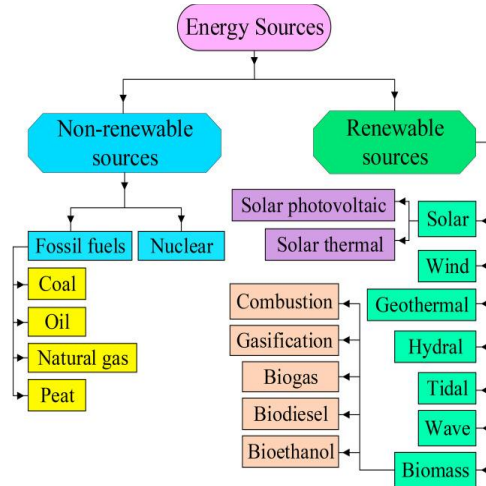 Energy Sources
Non-renewable
sources
Renewable
sources
Fossil fuels
Nuclear
Coal
Oil
Natural gas
Peat
Solar photovoltaic
Solar thermal
Solar
Wind
Geothermal
Hydral
Tidal
Wave
Biomass
Combustion
Gasification
Biogas
Biodiesel
Bioethanol